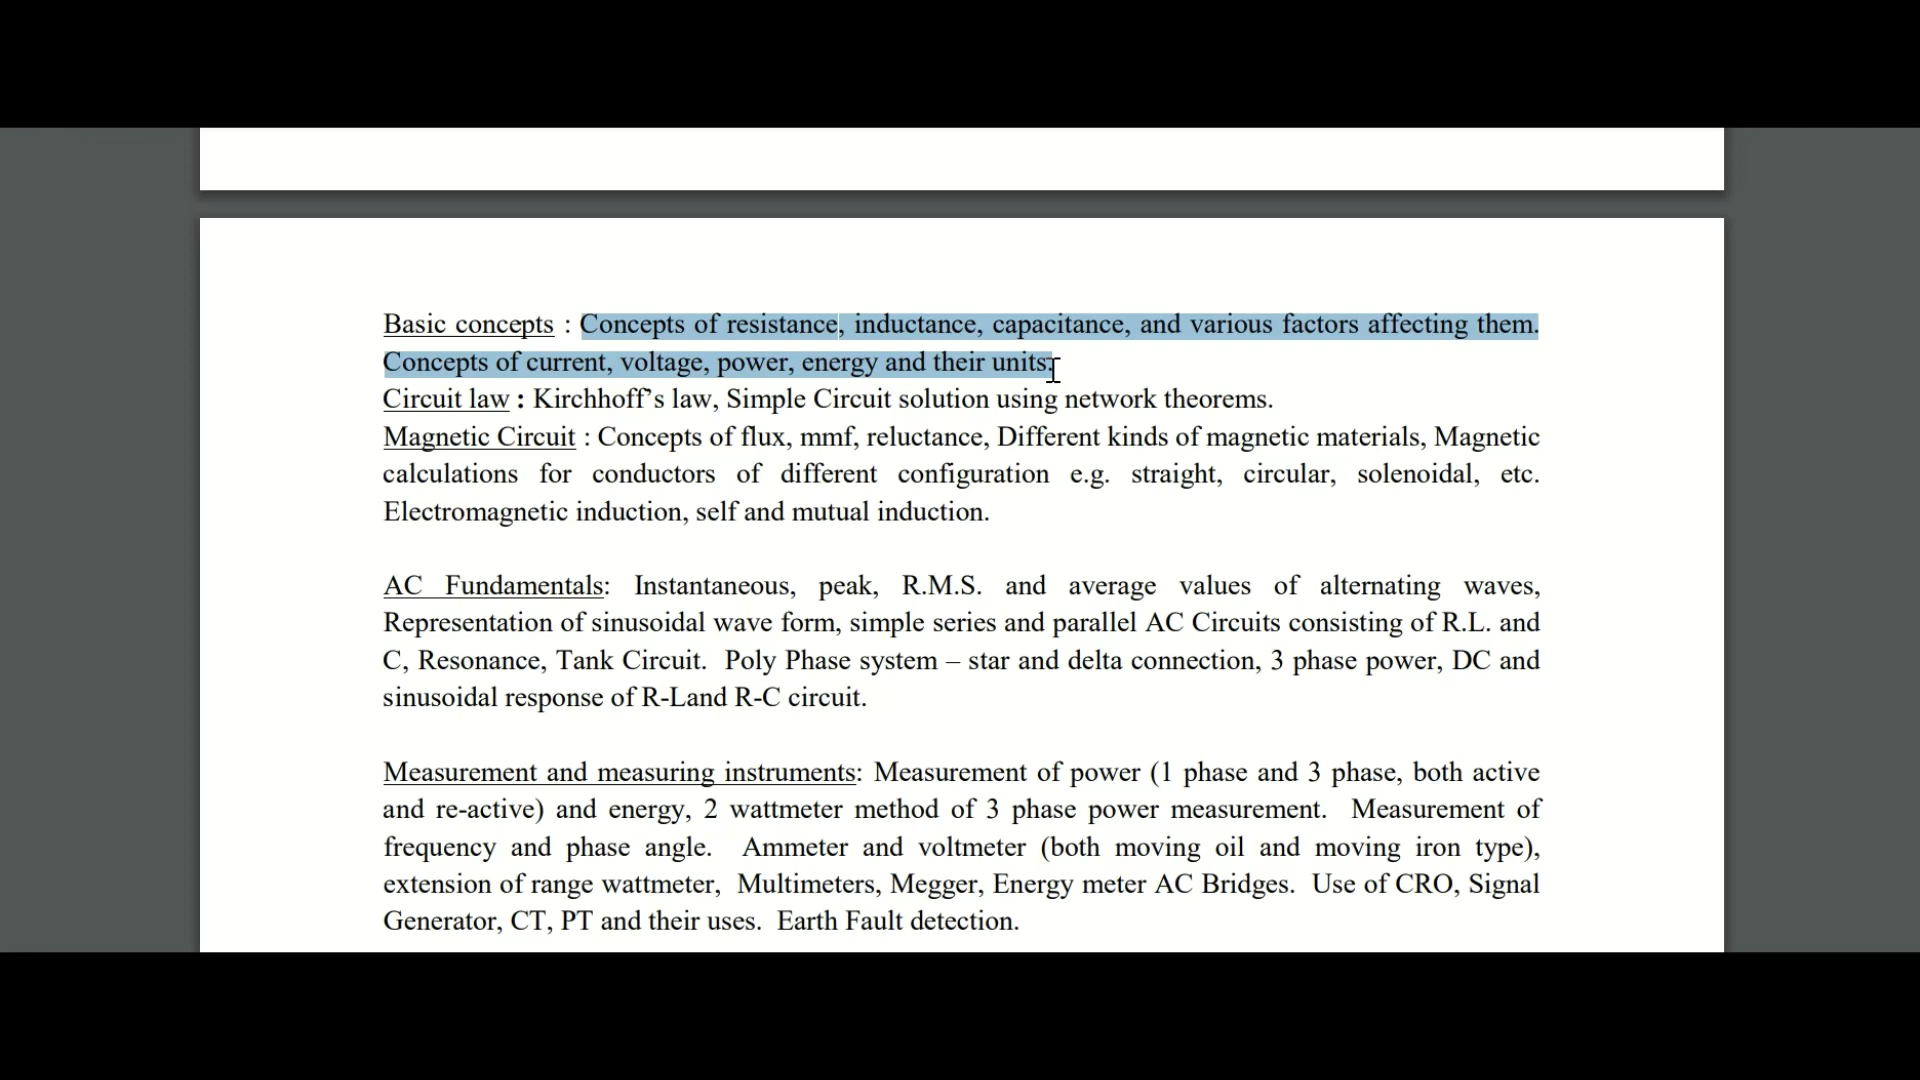 Basic concepts : Concepts of resistance, inductance, capacitance, and various factors affecting them.
Concepts of current, voltage, power, energy and their units.
Circuit law : Kirchhoff’s law, Simple Circuit solution using network theorems.
Magnetic Circuit : Concepts of flux, mmf, reluctance, Different kinds of magnetic materials, Magnetic
calculations for conductors of different configuration e.g. straight, circular, solenoidal, etc.
Electromagnetic induction, self and mutual induction.
AC Fundamentals: Instantaneous, peak, R.M.S. and average values of alternating waves,
Representation of sinusoidal wave form, simple series and parallel AC Circuits consisting of R.L. and
C, Resonance, Tank Circuit. Poly Phase system – star and delta connection, 3 phase power, DC and
sinusoidal response of R-Land R-C circuit.
Measurement and measuring instruments: Measurement of power (1 phase and 3 phase, both active
and re-active) and energy, 2 wattmeter method of 3 phase power measurement. Measurement of
frequency and phase angle. Ammeter and voltmeter (both moving oil and moving iron type),
extension of range wattmeter, Multimeters, Megger, Energy meter AC Bridges. Use of CRO, Signal
Generator, CT, PT and their uses. Earth Fault detection.